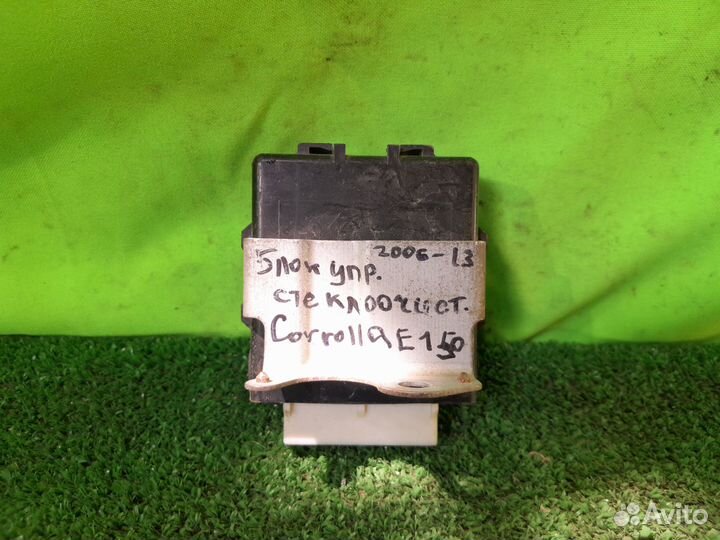 2006-13
Блок упр.
стеклоочист.
Corrolla E150
Avito